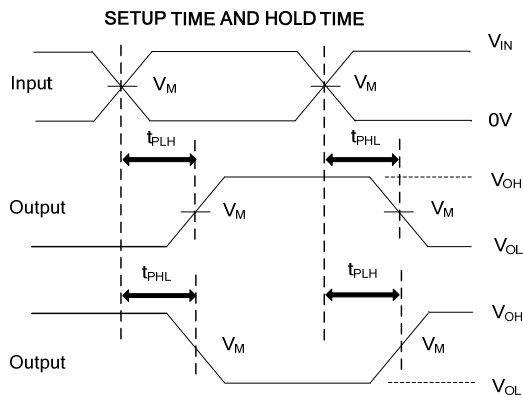 SETUP TIME AND HOLD TIME
V_IN
Input
V_M
V_M
0V
t_PLH
t_PHL
V_OH
Output
V_M
V_M
V_OL
t_PHL
t_PLH
V_OH
V_M
V_M
Output
V_OL